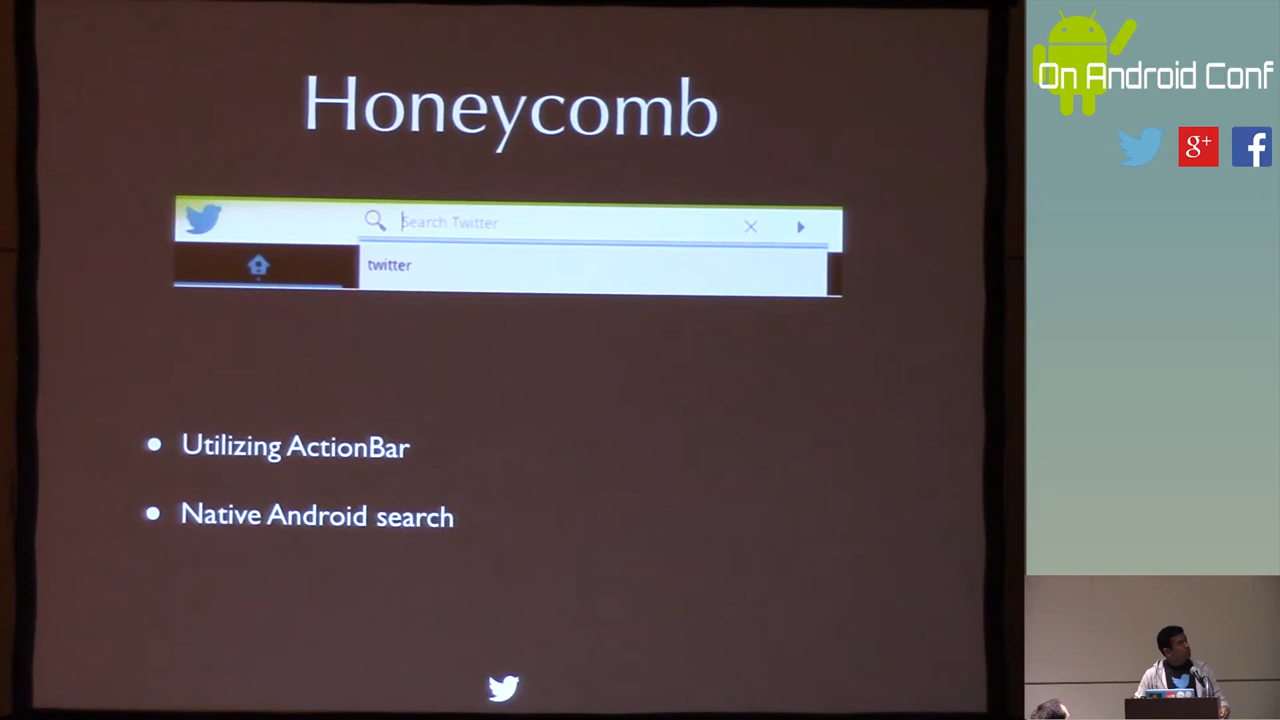 Honeycomb
Search Twitter
twitter
Utilizing ActionBar
Native Android search
On Android Conf
g+
f